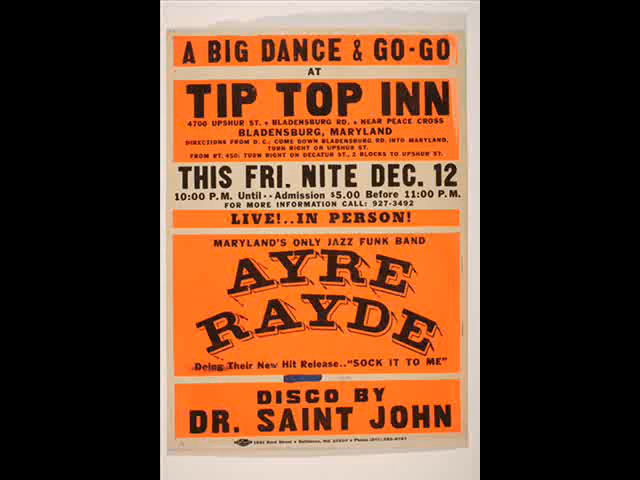 A BIG DANCE & GO-GO
AT
TIP TOP INN
4700 UPSHUR ST. • BLADENSBURG RD. • NEAR PEACE CROSS
BLADENSBURG, MARYLAND
DIRECTIONS FROM D. C., COME DOWN BLADENSBURG RD. INTO MARYLAND,
TURN RIGHT ON UPSHUR ST.
FROM RT. 450: TURN RIGHT ON DECATUR ST., 2 BLOCKS TO UPSHUR ST.
THIS FRI. NITE DEC. 12
10:00 P.M. Until - - Admission $5.00 Before 11:00 P.M.
FOR MORE INFORMATION CALL: 927-3492
LIVE!..IN PERSON!
MARYLAND'S ONLY JAZZ FUNK BAND
AYRE
RAYDE
Doing Their New Hit Release.."SOCK IT TO ME"
DISCO BY
DR. SAINT JOHN